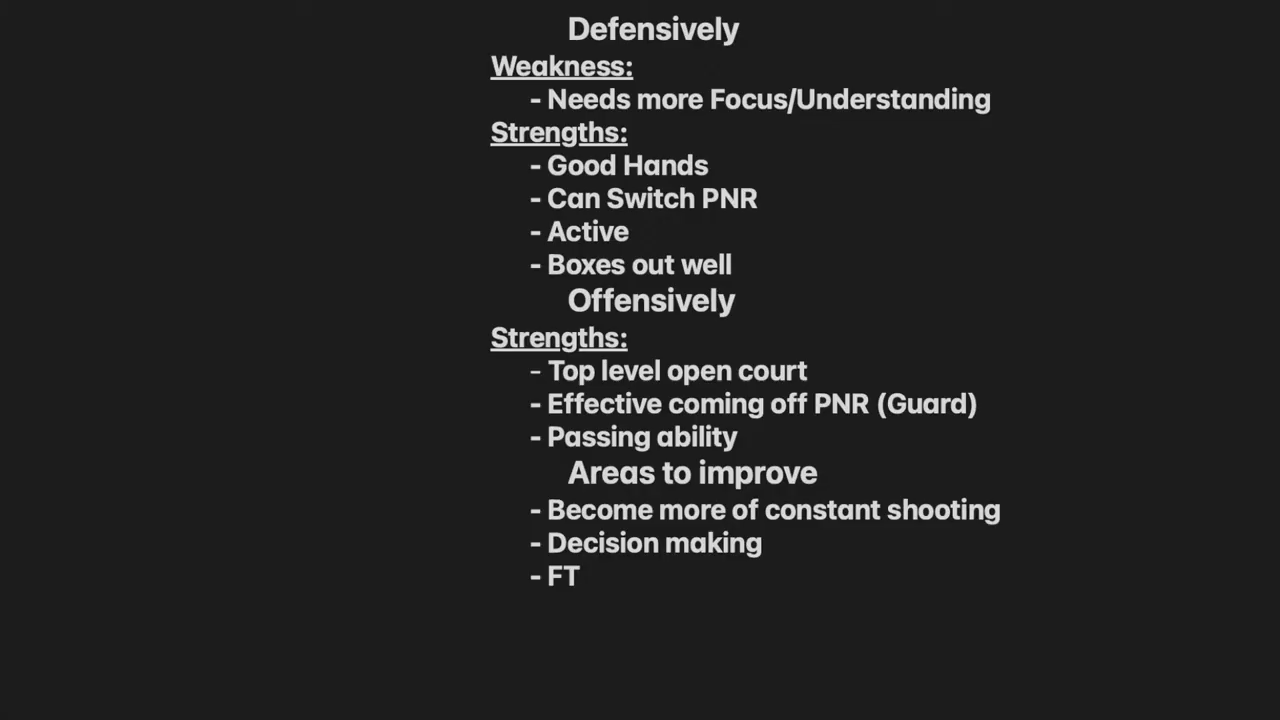 Defensively
Weakness:
- Needs more Focus/Understanding
Strengths:
- Good Hands
- Can Switch PNR
- Active
- Boxes out well
Offensively
Strengths:
- Top level open court
- Effective coming off PNR (Guard)
- Passing ability
Areas to improve
- Become more of constant shooting
- Decision making
- FT